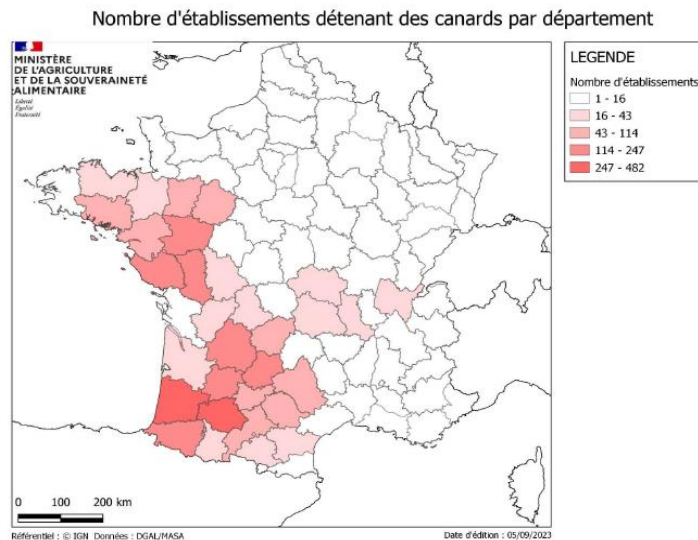 Nombre d'établissements détenant des canards par département
MINISTÈRE
DE L'AGRICULTURE
ET DE LA SOUVERAINETÉ
ALIMENTAIRE
Liberté
Égalité
Fraternité
LEGENDE
Nombre d'établissements
1 - 16
16 - 43
43 - 114
114 - 247
247 - 482
0 100 200 km
Référentiel : © IGN Données : DGAL/MASA
Date d'édition : 05/09/2023